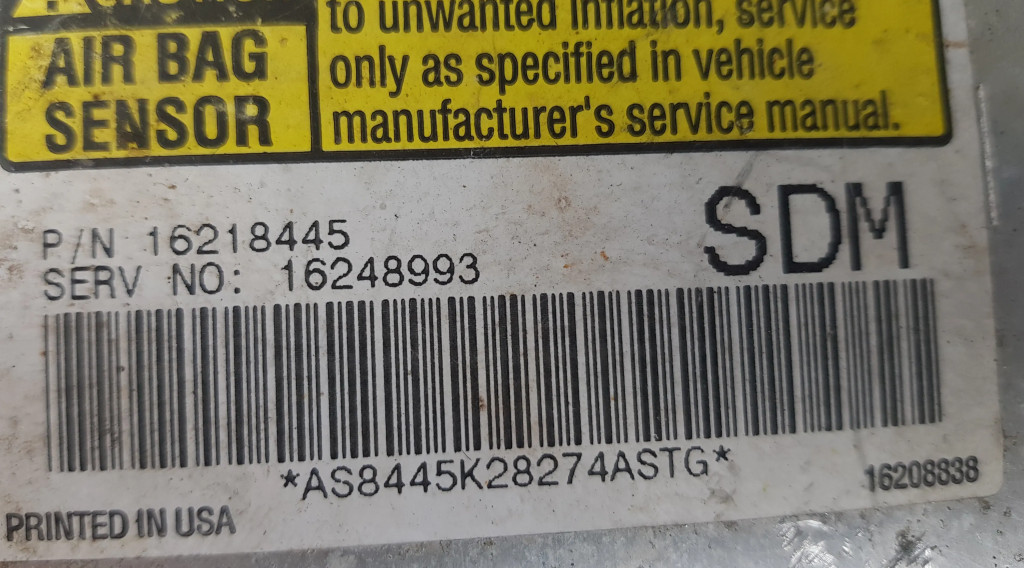 to unwanted inflation, service
AIR BAG
only as specified in vehicle
SENSOR
manufacturer's service manual.
SDM
P/N 16218445
SERV NO: 16248993
*AS8445K28274ASTG*
16208838
PRINTED IN USA